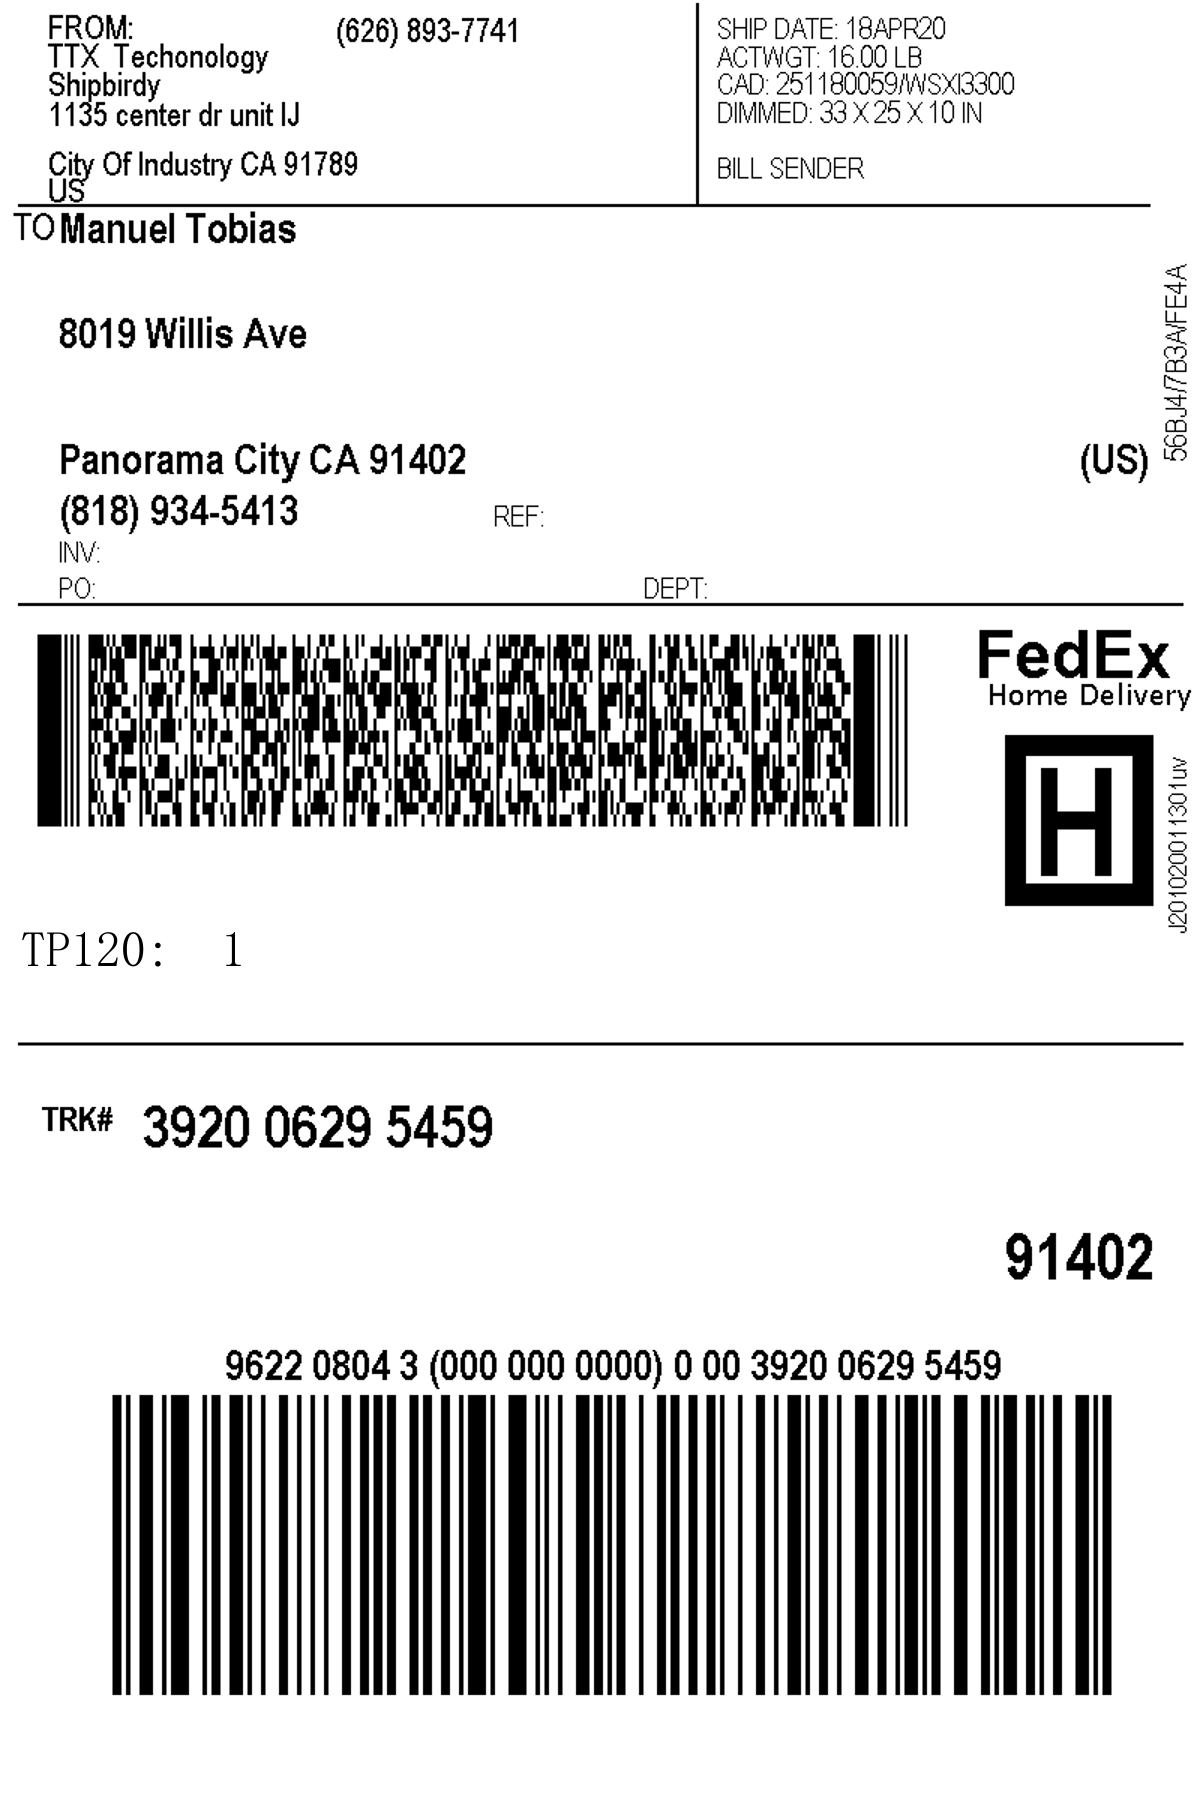 FROM: (626) 893-7741
TTX Techonology
Shipbirdy
1135 center dr unit IJ
City Of Industry CA 91789
US
SHIP DATE: 18APR20
ACTWGT: 16.00 LB
CAD: 251180059/WSXI3300
DIMMED: 33 X 25 X 10 IN
BILL SENDER
TO Manuel Tobias
8019 Willis Ave
Panorama City CA 91402 (US)
(818) 934-5413 REF:
INV:
PO: DEPT:
56BJ4/7B3A/FE4A
FedEx
Home Delivery
H
J201020011301uv
TP120: 1
TRK# 3920 0629 5459
91402
9622 0804 3 (000 000 0000) 0 00 3920 0629 5459